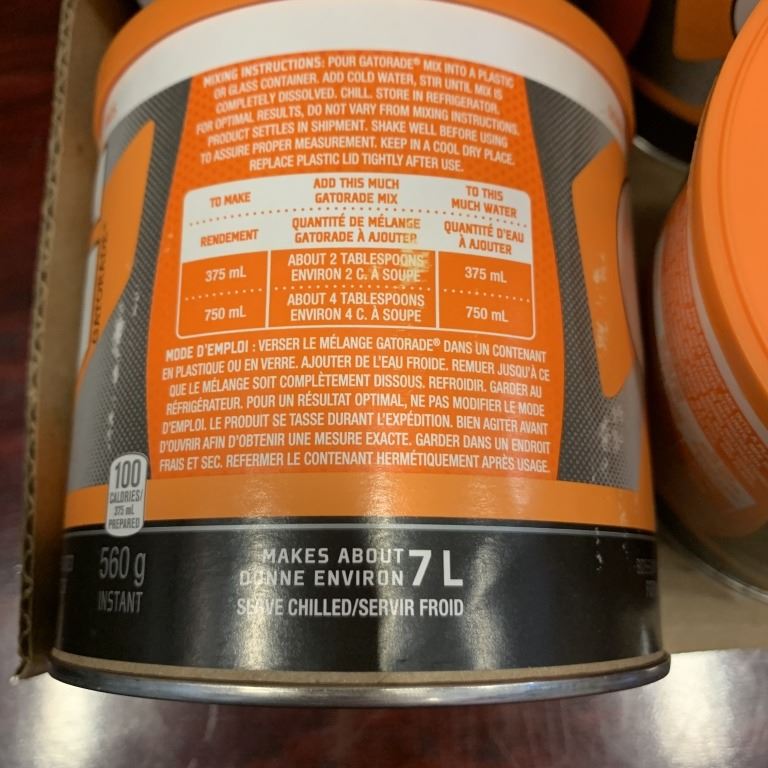 MIXING INSTRUCTIONS: POUR GATORADE® MIX INTO A PLASTIC
OR GLASS CONTAINER. ADD COLD WATER, STIR UNTIL MIX IS
COMPLETELY DISSOLVED. CHILL. STORE IN REFRIGERATOR.
FOR OPTIMAL RESULTS, DO NOT VARY FROM MIXING INSTRUCTIONS.
PRODUCT SETTLES IN SHIPMENT. SHAKE WELL BEFORE USING
TO ASSURE PROPER MEASUREMENT. KEEP IN A COOL DRY PLACE.
REPLACE PLASTIC LID TIGHTLY AFTER USE.
TO MAKE
ADD THIS MUCH
GATORADE MIX
TO THIS
MUCH WATER
RENDEMENT
QUANTITÉ DE MÉLANGE
GATORADE À AJOUTER
QUANTITÉ D'EAU
À AJOUTER
375 mL
ABOUT 2 TABLESPOONS
ENVIRON 2 C. À SOUPE
375 mL
750 mL
ABOUT 4 TABLESPOONS
ENVIRON 4 C. À SOUPE
750 mL
MODE D'EMPLOI : VERSER LE MÉLANGE GATORADE® DANS UN CONTENANT
EN PLASTIQUE OU EN VERRE. AJOUTER DE L'EAU FROIDE. REMUER JUSQU'À CE
QUE LE MÉLANGE SOIT COMPLÈTEMENT DISSOUS. REFROIDIR. GARDER AU
RÉFRIGÉRATEUR. POUR UN RÉSULTAT OPTIMAL, NE PAS MODIFIER LE MODE
D'EMPLOI. LE PRODUIT SE TASSE DURANT L'EXPÉDITION. BIEN AGITER AVANT
D'OUVRIR AFIN D'OBTENIR UNE MESURE EXACTE. GARDER DANS UN ENDROIT
FRAIS ET SEC. REFERMER LE CONTENANT HERMÉTIQUEMENT APRÈS USAGE.
GATORADE
100
CALORIES/
375 mL
PREPARED
560 g
INSTANT
MAKES ABOUT
DONNE ENVIRON
7 L
SERVE CHILLED/SERVIR FROID